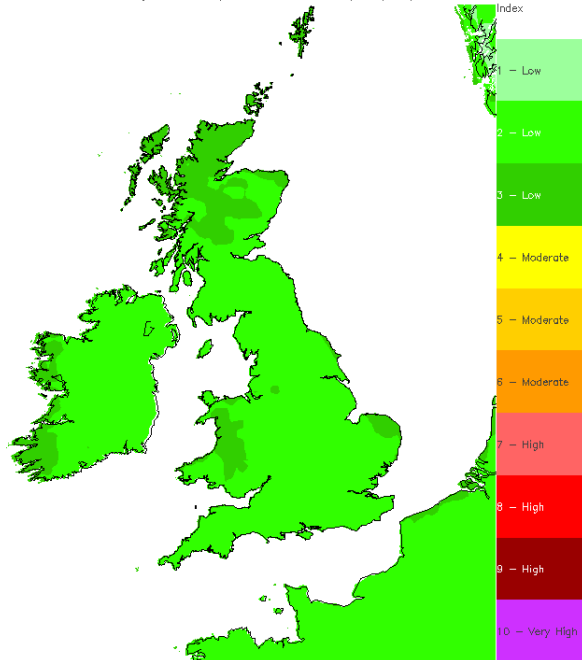 Index
1 - Low
2 - Low
3 - Low
4 - Moderate
5 - Moderate
6 - Moderate
7 - High
8 - High
9 - High
10 - Very High